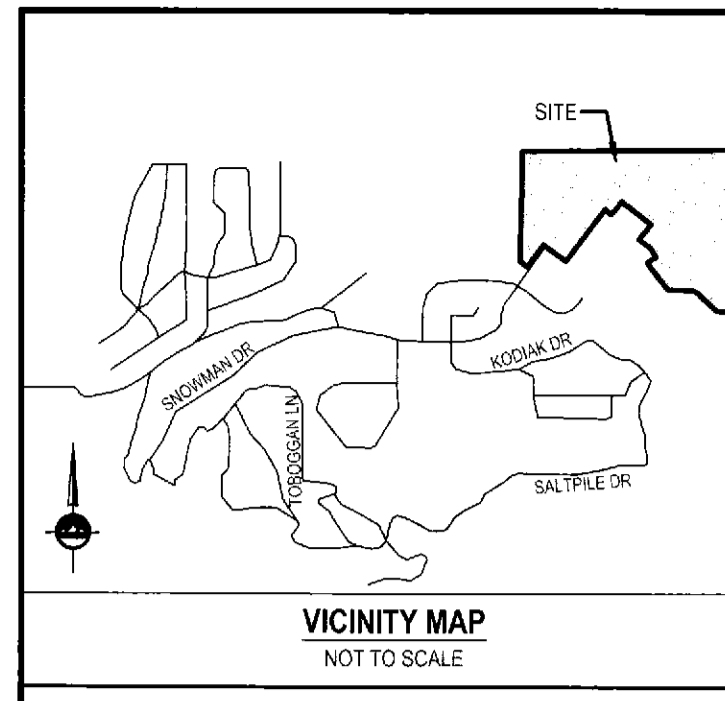 SITE
SNOWMAN DR
KODIAK DR
TOBOGGAN LN
SALTPILE DR
VICINITY MAP
NOT TO SCALE